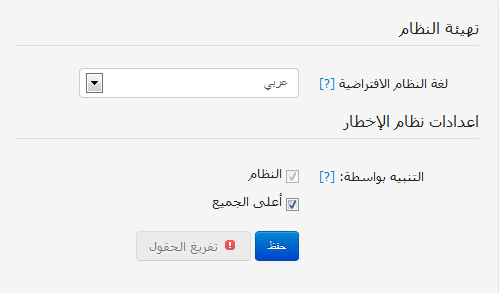 تهيئة النظام
لغة النظام الافتراضية [?] عربي
اعدادات نظام الإخطار
التنبيه بواسطة: [?] النظام
أعلى الجميع
حفظ تفريغ الحقول